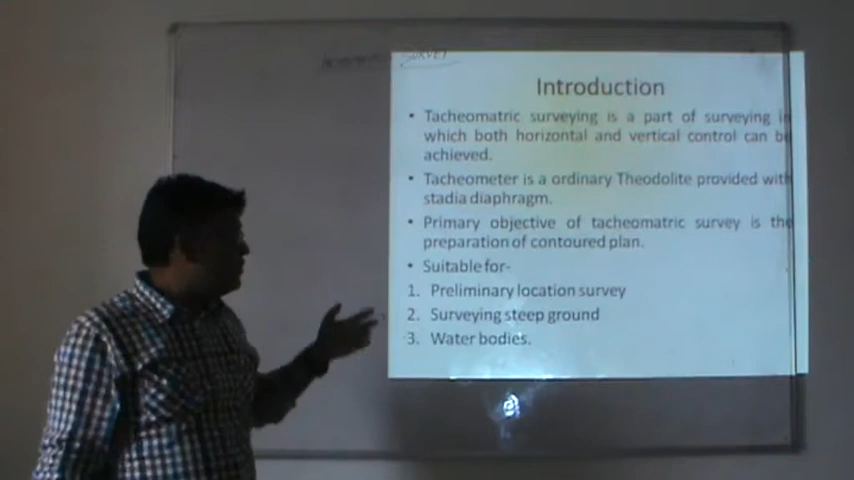 SURVEY
Introduction
• Tacheomatric surveying is a part of surveying in
which both horizontal and vertical control can be
achieved.
• Tacheometer is a ordinary Theodolite provided with
stadia diaphragm.
• Primary objective of tacheomatric survey is the
preparation of contoured plan.
• Suitable for-
1. Preliminary location survey
2. Surveying steep ground
3. Water bodies.